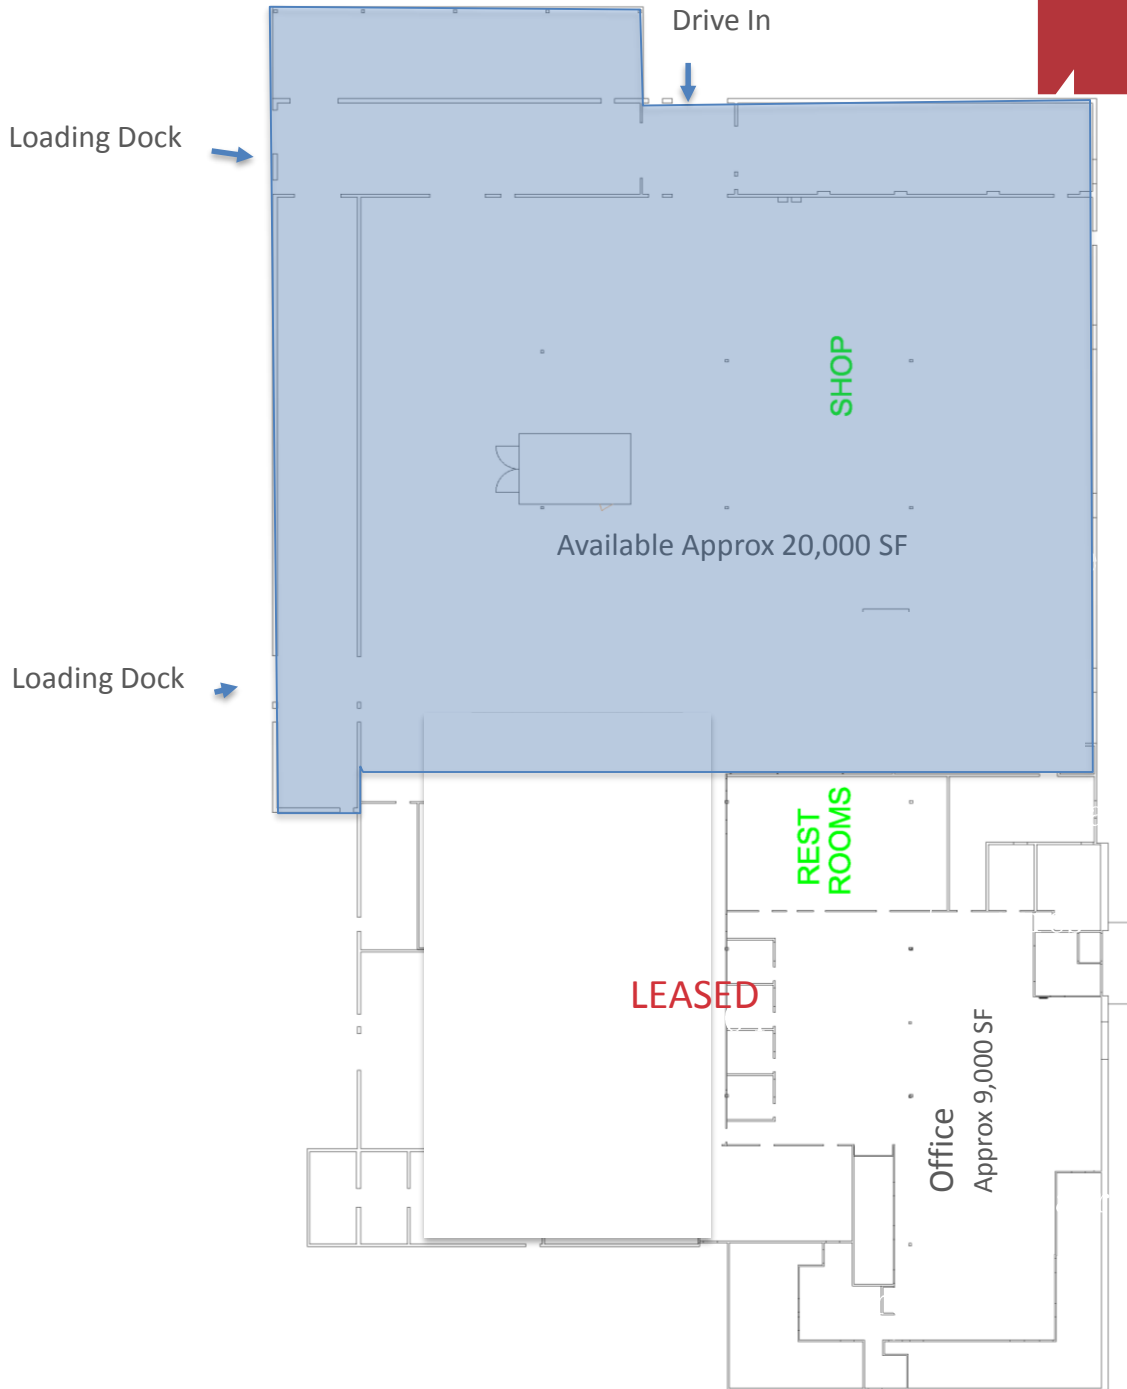 Drive In
Loading Dock
SHOP
Available Approx 20,000 SF
Loading Dock
REST
ROOMS
LEASED
Office
Approx 9,000 SF